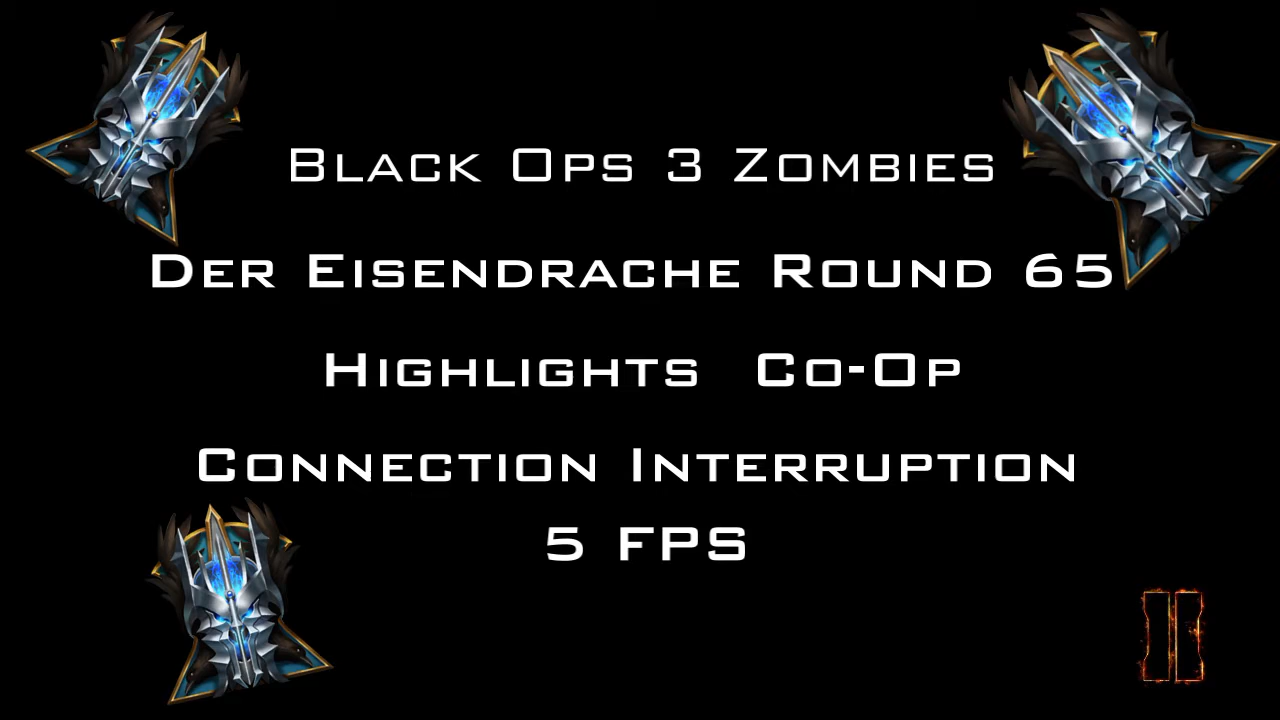 Black Ops 3 Zombies
Der Eisendrache Round 65
Highlights Co-Op
Connection Interruption
5 FPS